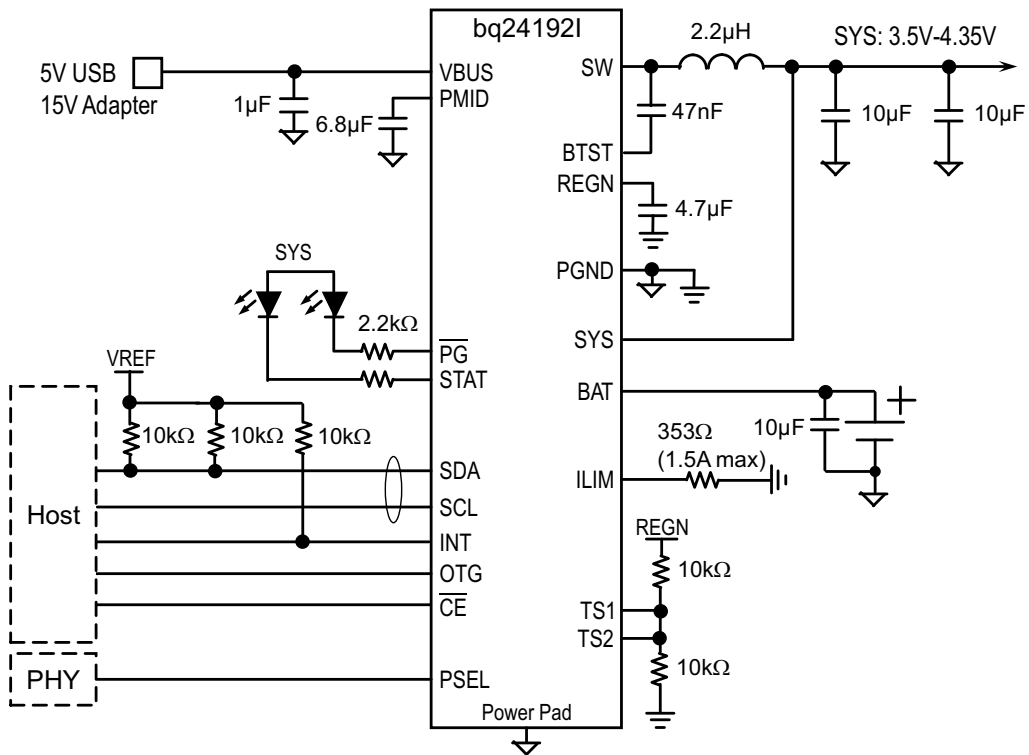 bq24192I
5V USB
15V Adapter
1µF
6.8µF
VBUS
PMID
SW
2.2µH
SYS: 3.5V-4.35V
47nF
10µF
10µF
BTST
REGN
4.7µF
PGND
SYS
SYS
2.2kΩ
PG
STAT
VREF
10kΩ
10kΩ
10kΩ
BAT
10µF
+
353Ω
(1.5A max)
ILIM
Host
SDA
SCL
INT
OTG
CE
REGN
10kΩ
TS1
TS2
10kΩ
PHY
PSEL
Power Pad